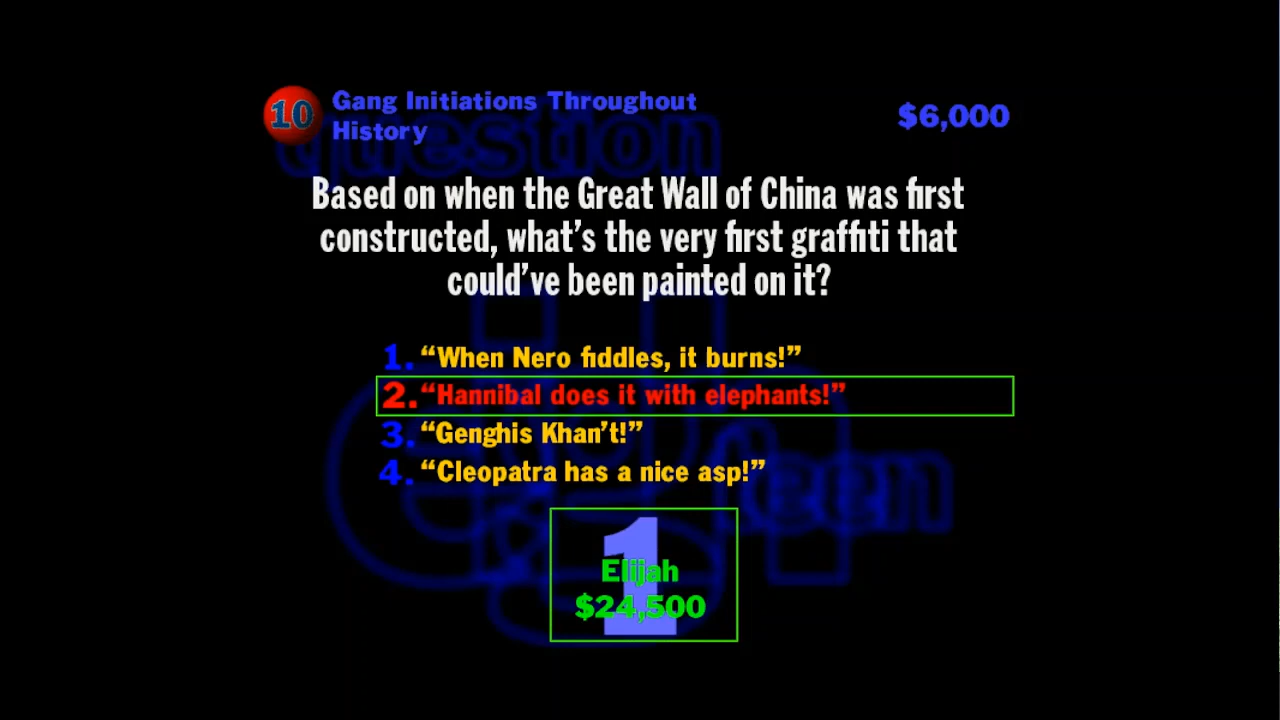 10 Gang Initiations Throughout
History
$6,000
question
Based on when the Great Wall of China was first
constructed, what's the very first graffiti that
could've been painted on it?
1. “When Nero fiddles, it burns!”
2. “Hannibal does it with elephants!”
3. “Genghis Khan't!”
4. “Cleopatra has a nice asp!”
1
Elijah
$24,500